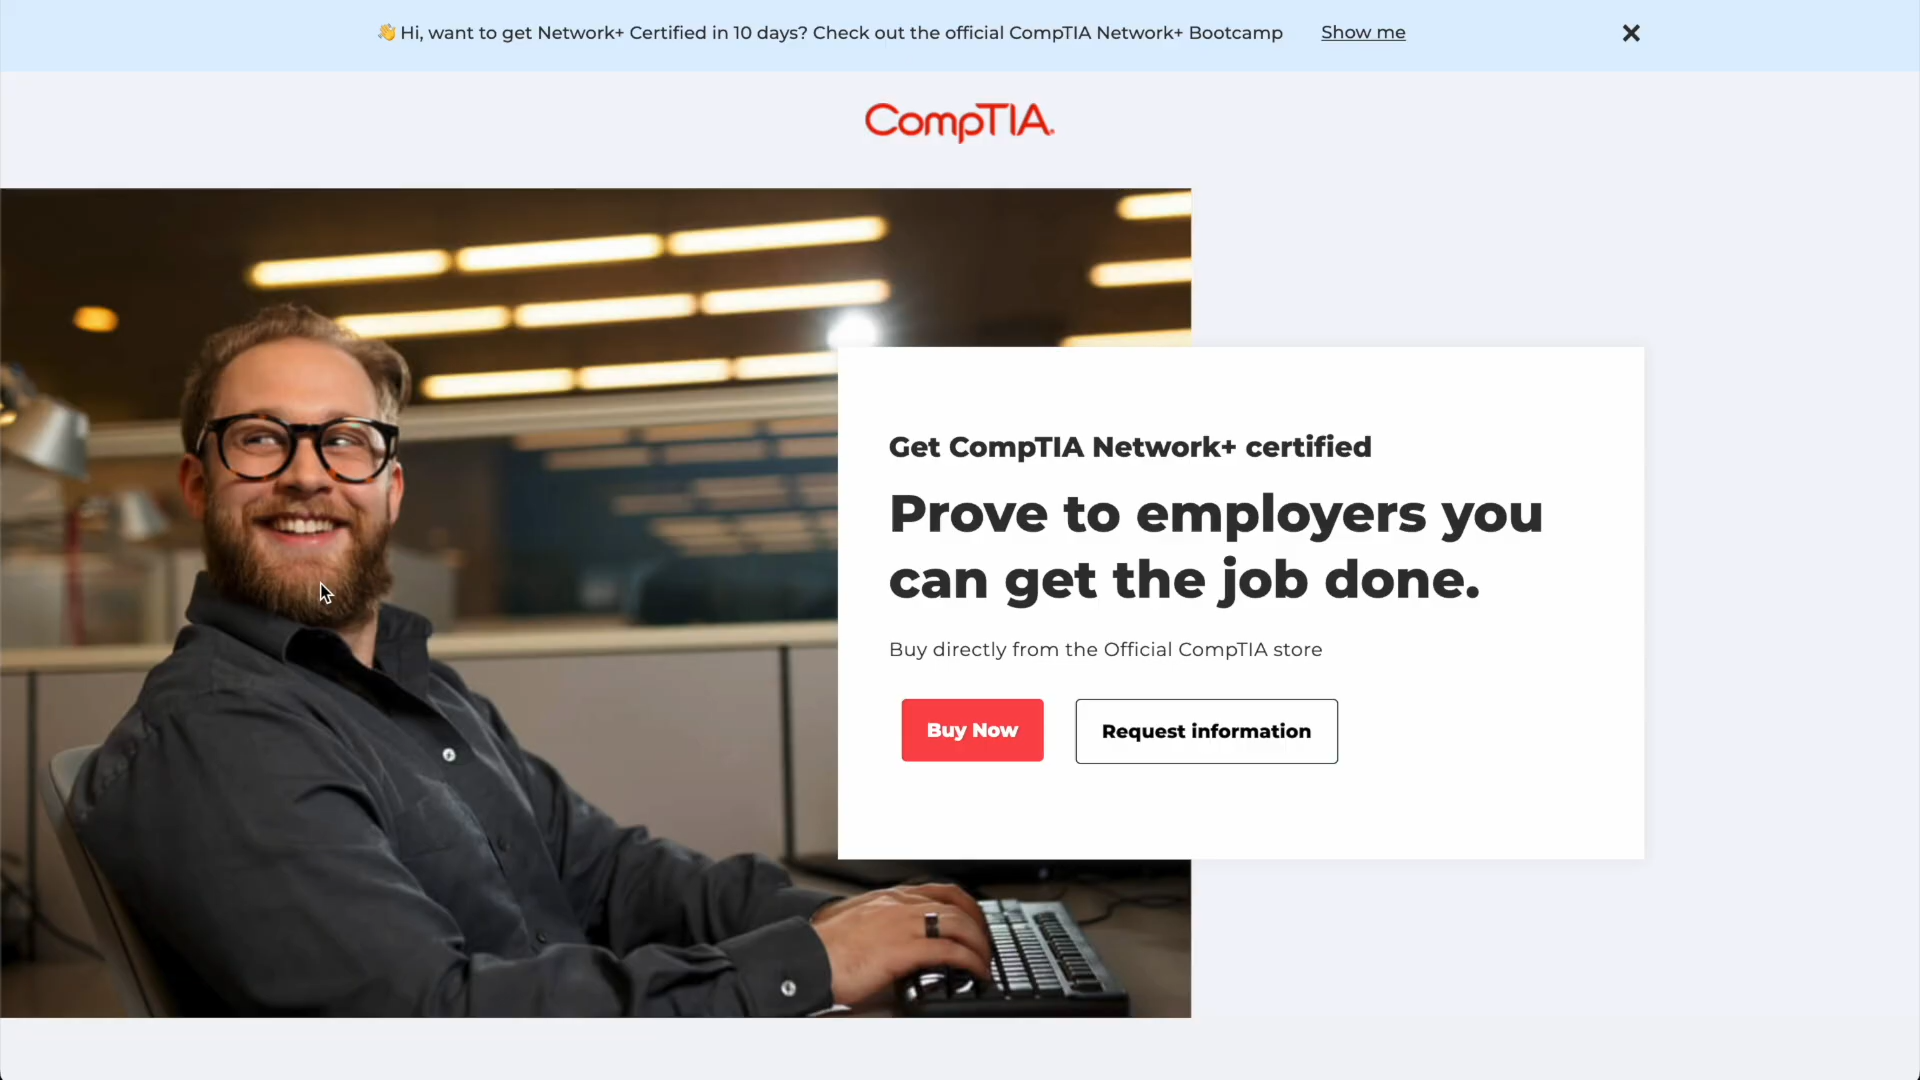 👋 Hi, want to get Network+ Certified in 10 days? Check out the official CompTIA Network+ Bootcamp Show me
CompTIA.
Get CompTIA Network+ certified
Prove to employers you
can get the job done.
Buy directly from the Official CompTIA store
Buy Now
Request information